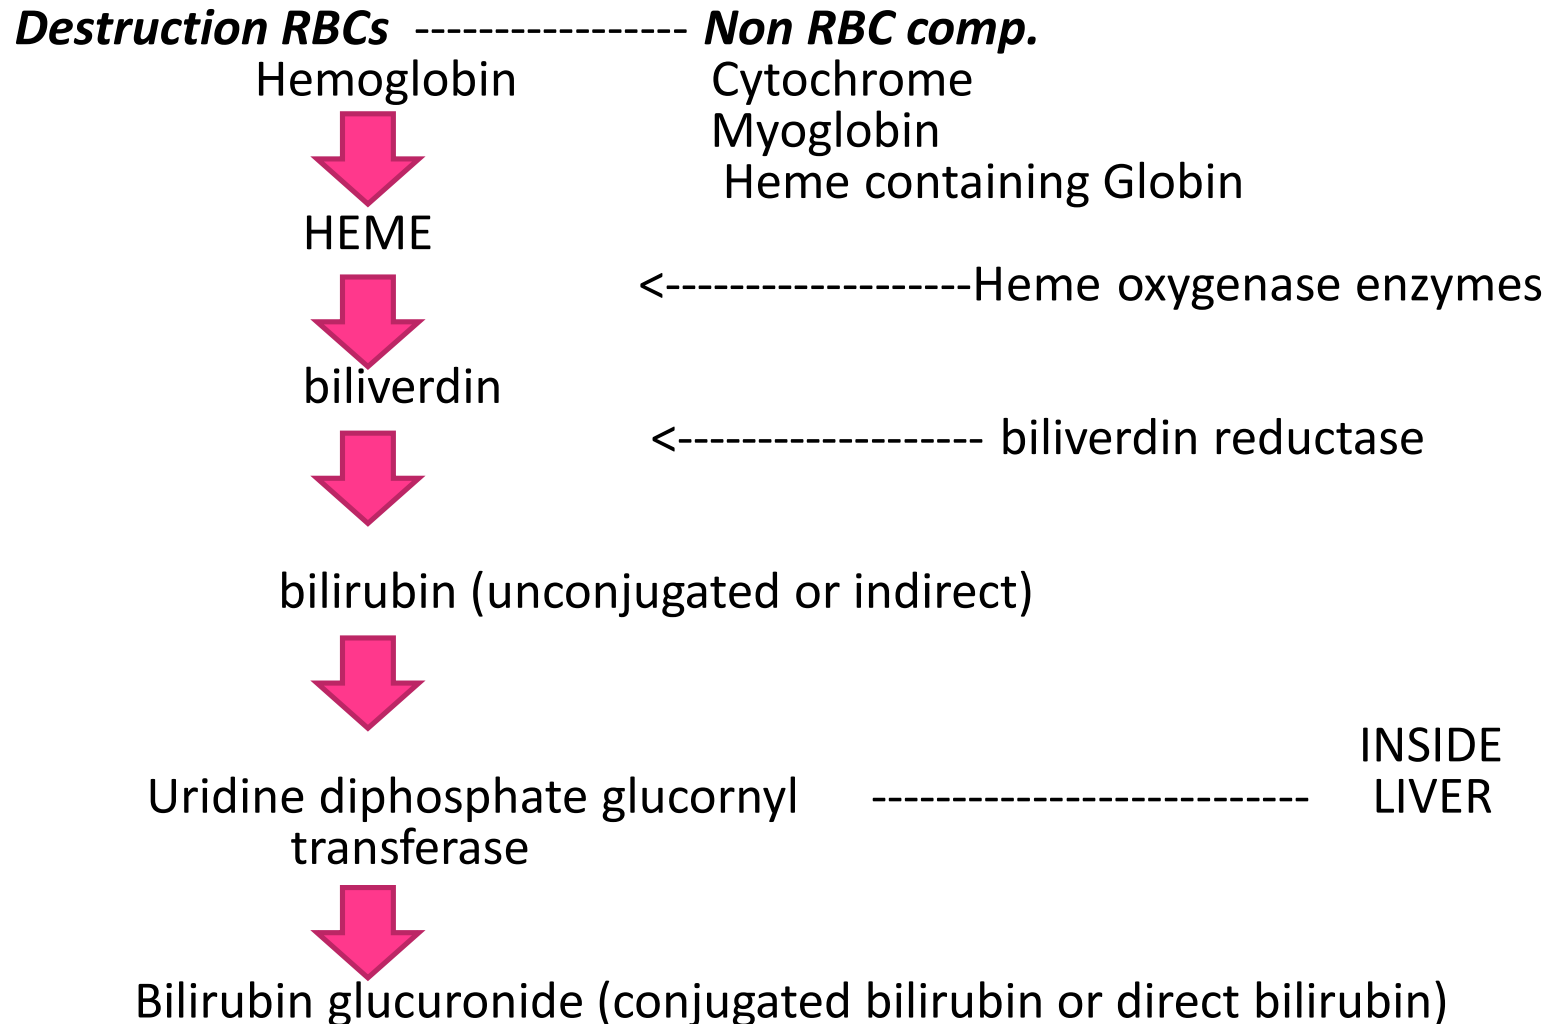 Destruction RBCs ----------------- Non RBC comp.
Hemoglobin Cytochrome
Myoglobin
Heme containing Globin
HEME
<-------------------Heme oxygenase enzymes
biliverdin
<------------------- biliverdin reductase
bilirubin (unconjugated or indirect)
INSIDE
Uridine diphosphate glucornyl --------------------------- LIVER
transferase
Bilirubin glucuronide (conjugated bilirubin or direct bilirubin)